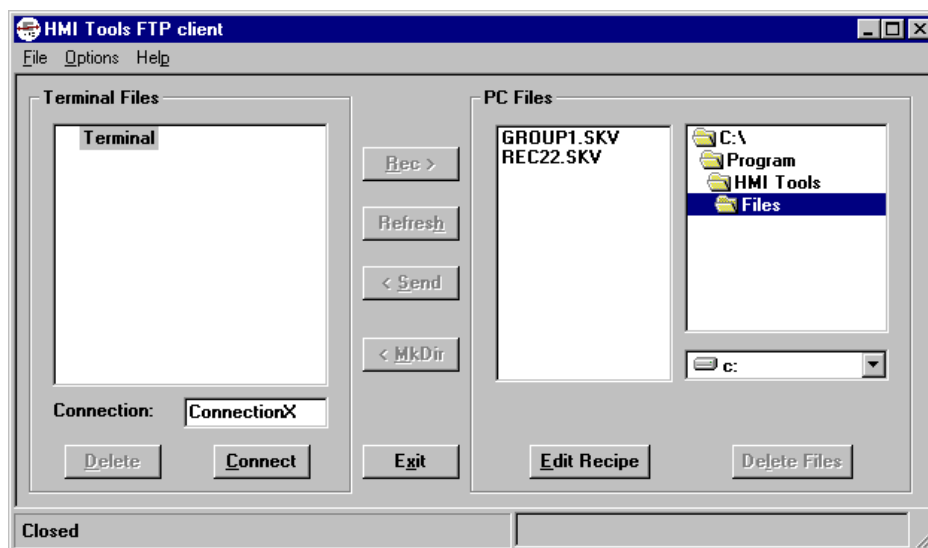 HMI Tools FTP client
File Options Help
Terminal Files
Terminal
Connection: ConnectionX
Delete Connect
Rec >
Refresh
< Send
< MkDir
Exit
PC Files
GROUP1.SKV
REC22.SKV
C:\
Program
HMI Tools
Files
c:
Edit Recipe Delete Files
Closed